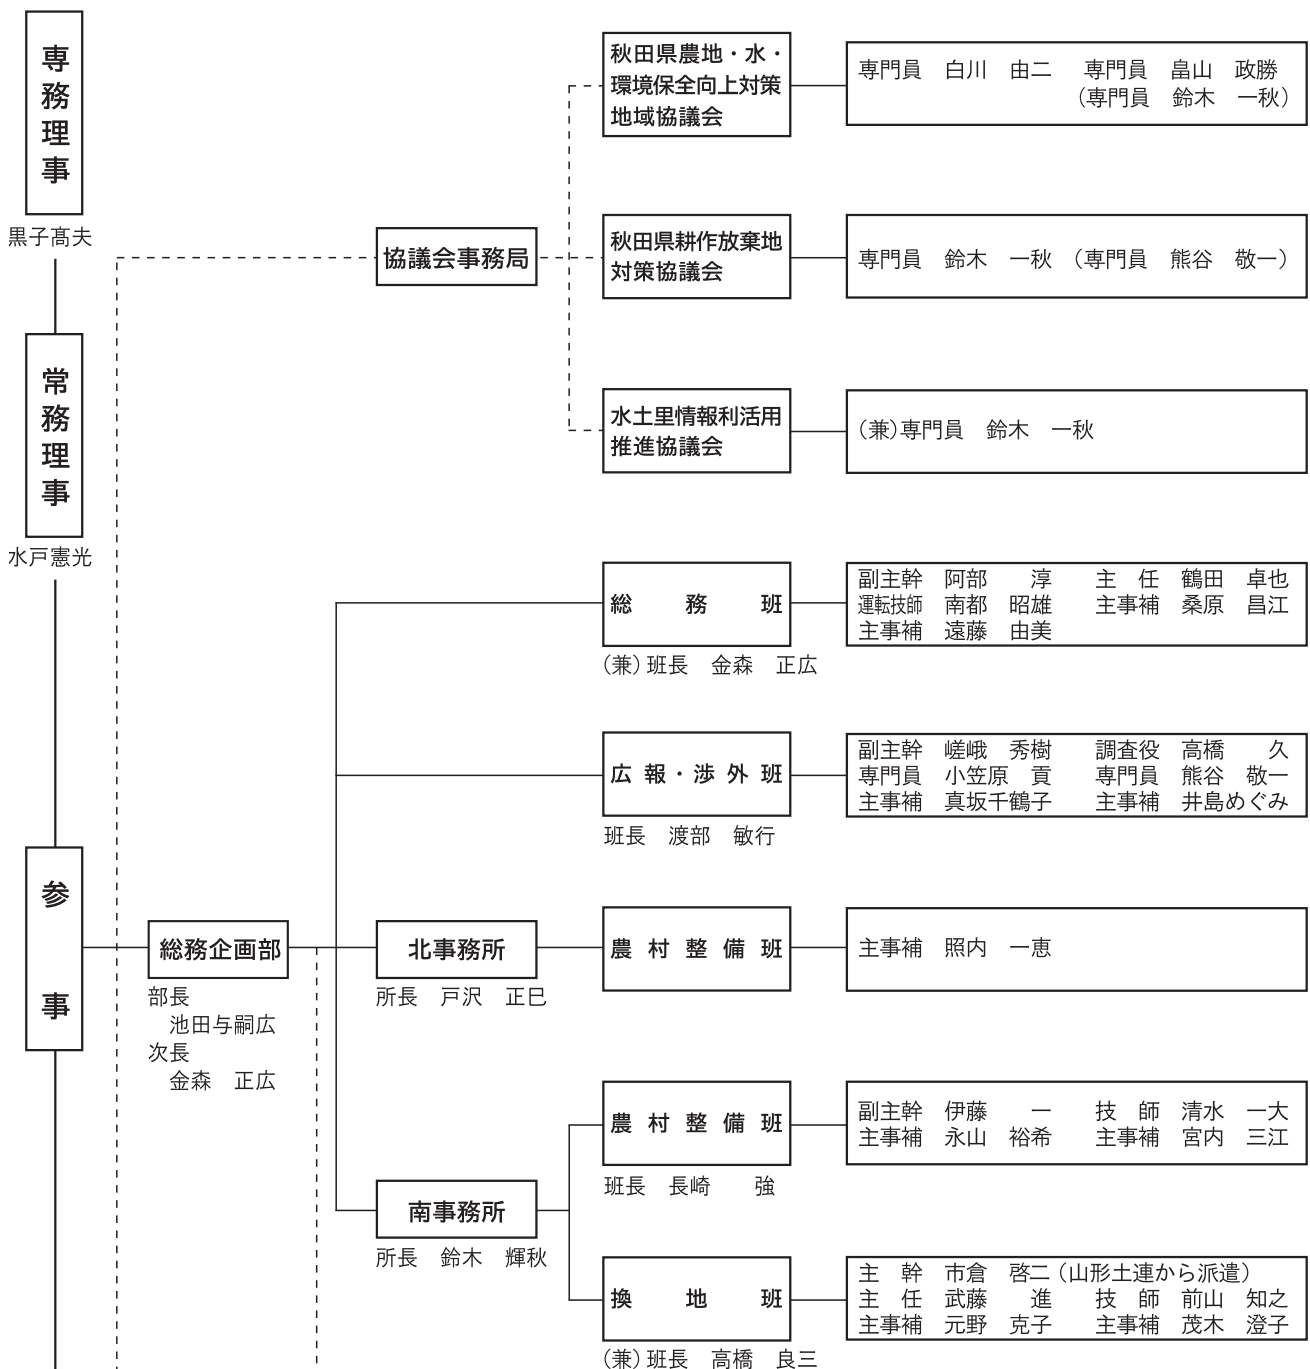 専務理事
黒子髙夫
常務理事
水戸憲光
参事
協議会事務局
秋田県農地・水・
環境保全向上対策
地域協議会
専門員　白川　由二　専門員　畠山　政勝
（専門員　鈴木　一秋）
秋田県耕作放棄地
対策協議会
専門員　鈴木　一秋（専門員　熊谷　敬一）
水土里情報利活用
推進協議会
（兼）専門員　鈴木　一秋
総務企画部
部長
池田与嗣広
次長
金森　正広
総務班
（兼）班長　金森　正広
副主幹　阿部　淳　主任　鶴田　卓也
運転技師　南都　昭雄　主事補　桑原　昌江
主事補　遠藤　由美
広報・渉外班
班長　渡部　敏行
副主幹　嵯峨　秀樹　調査役　高橋　久
専門員　小笠原　貢　専門員　熊谷　敬一
主事補　真坂千鶴子　主事補　井島めぐみ
北事務所
所長　戸沢　正巳
農村整備班
主事補　照内　一恵
南事務所
所長　鈴木　輝秋
農村整備班
班長　長崎　強
副主幹　伊藤　一　技師　清水　一大
主事補　永山　裕希　主事補　宮内　三江
換地班
（兼）班長　高橋　良三
主幹　市倉　啓二（山形土連から派遣）
主任　武藤　進　技師　前山　知之
主事補　元野　克子　主事補　茂木　澄子